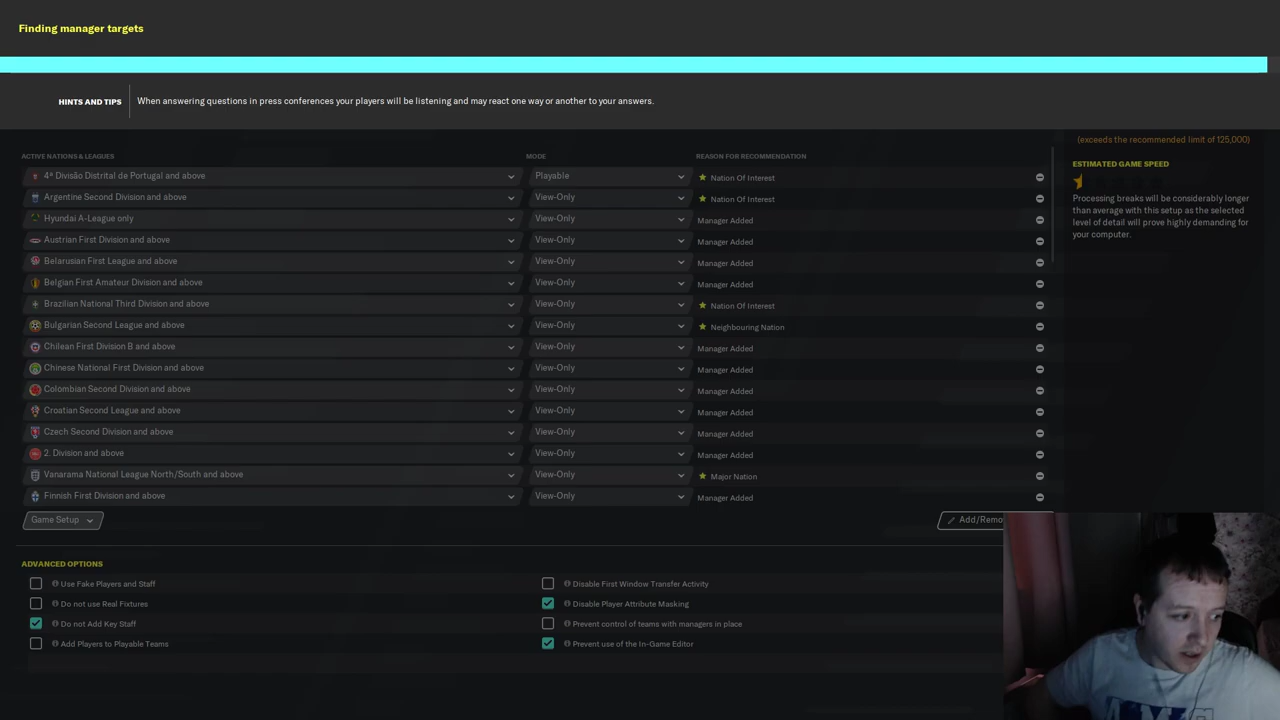 Finding manager targets
HINTS AND TIPS When answering questions in press conferences your players will be listening and may react one way or another to your answers.
(exceeds the recommended limit of 125,000)
ACTIVE NATIONS & LEAGUES MODE REASON FOR RECOMMENDATION
ESTIMATED GAME SPEED
Processing breaks will be considerably longer
than average with this setup as the selected
level of detail will prove highly demanding for
your computer.
4ª Divisão Distrital de Portugal and above Playable Nation Of Interest
Argentine Second Division and above View-Only Nation Of Interest
Hyundai A-League only View-Only Manager Added
Austrian First Division and above View-Only Manager Added
Belarusian First League and above View-Only Manager Added
Belgian First Amateur Division and above View-Only Manager Added
Brazilian National Third Division and above View-Only Nation Of Interest
Bulgarian Second League and above View-Only Neighbouring Nation
Chilean First Division B and above View-Only Manager Added
Chinese National First Division and above View-Only Manager Added
Colombian Second Division and above View-Only Manager Added
Croatian Second League and above View-Only Manager Added
Czech Second Division and above View-Only Manager Added
2. Division and above View-Only Manager Added
Vanarama National League North/South and above View-Only Major Nation
Finnish First Division and above View-Only Manager Added
Game Setup Add/Remo
ADVANCED OPTIONS
Use Fake Players and Staff Disable First Window Transfer Activity
Do not use Real Fixtures Disable Player Attribute Masking
Do not Add Key Staff Prevent control of teams with managers in place
Add Players to Playable Teams Prevent use of the In-Game Editor